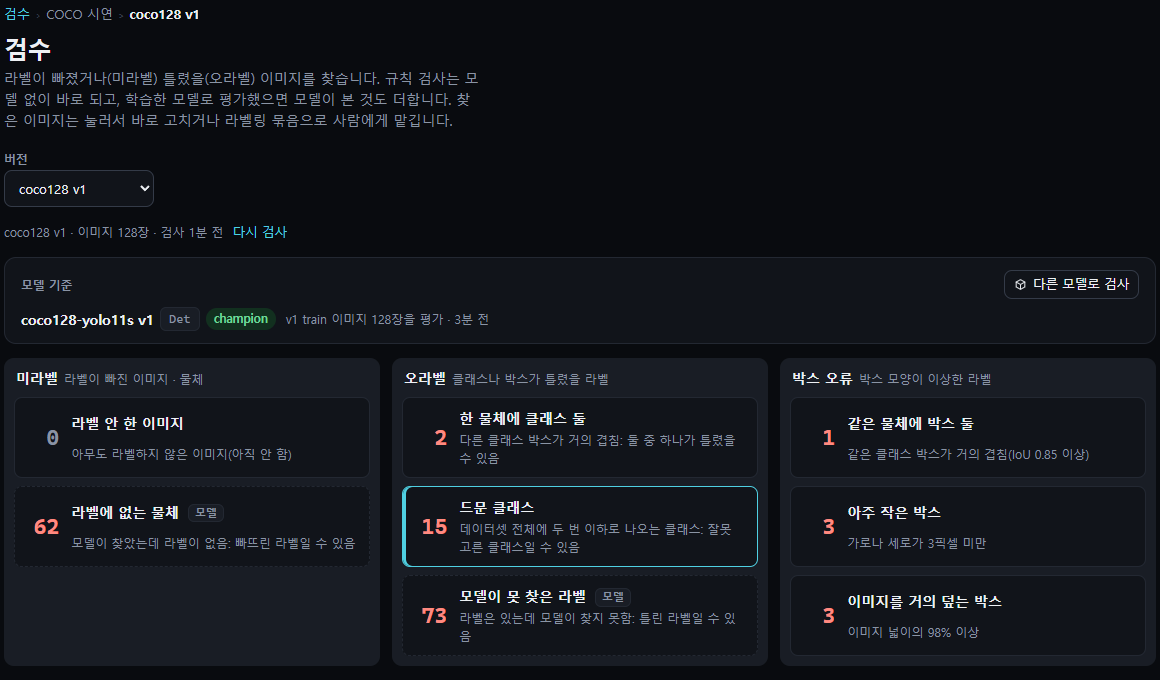 검수 › COCO 시연 › coco128 v1
검수
라벨이 빠졌거나(미라벨) 틀렸을(오라벨) 이미지를 찾습니다. 규칙 검사는 모
델 없이 바로 되고, 학습한 모델로 평가했으면 모델이 본 것도 더합니다. 찾
은 이미지는 눌러서 바로 고치거나 라벨링 묶음으로 사람에게 맡깁니다.
버전
coco128 v1
coco128 v1 · 이미지 128장 · 검사 1분 전 다시 검사
모델 기준
다른 모델로 검사
coco128-yolo11s v1 Det champion v1 train 이미지 128장을 평가 · 3분 전
미라벨 라벨이 빠진 이미지 · 물체
0
라벨 안 한 이미지
아무도 라벨하지 않은 이미지(아직 안 함)
62
라벨에 없는 물체 모델
모델이 찾았는데 라벨이 없음: 빠뜨린 라벨일 수 있음
오라벨 클래스나 박스가 틀렸을 라벨
2
한 물체에 클래스 둘
다른 클래스 박스가 거의 겹침: 둘 중 하나가 틀렸을
수 있음
15
드문 클래스
데이터셋 전체에 두 번 이하로 나오는 클래스: 잘못
고른 클래스일 수 있음
73
모델이 못 찾은 라벨 모델
라벨은 있는데 모델이 찾지 못함: 틀린 라벨일 수 있
음
박스 오류 박스 모양이 이상한 라벨
1
같은 물체에 박스 둘
같은 클래스 박스가 거의 겹침(IoU 0.85 이상)
3
아주 작은 박스
가로나 세로가 3픽셀 미만
3
이미지를 거의 덮는 박스
이미지 넓이의 98% 이상